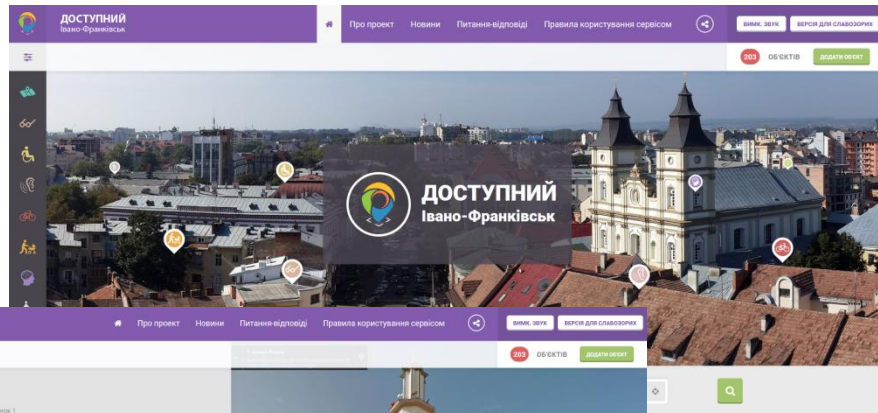 ДОСТУПНИЙ
Івано-Франківськ
Про проект Новини Питання-відповіді Правила користування сервісом
ВИМК. ЗВУК ВЕРСІЯ ДЛЯ СЛАБОЗОРИХ
203 ОБ'ЄКТІВ ДОДАТИ ОБ'ЄКТ
ДОСТУПНИЙ
Івано-Франківськ
Про проект Новини Питання-відповіді Правила користування сервісом
ВИМК. ЗВУК ВЕРСІЯ ДЛЯ СЛАБОЗОРИХ
203 ОБ'ЄКТІВ ДОДАТИ ОБ'ЄКТ